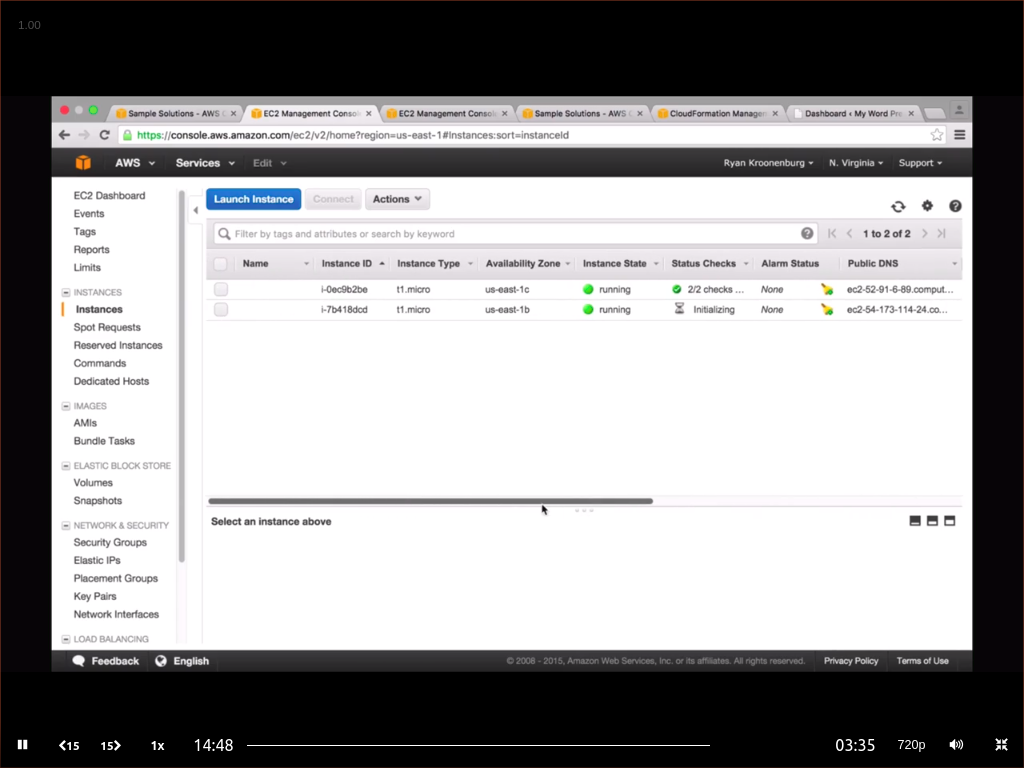 1.00
Sample Solutions - AWS
EC2 Management Consol
EC2 Management Consol
Sample Solutions - AWS
CloudFormation Managem
Dashboard ‹ My Word Pre
https://console.aws.amazon.com/ec2/v2/home?region=us-east-1#Instances:sort=instanceId
AWS Services Edit Ryan Kroonenburg N. Virginia Support
EC2 Dashboard
Events
Tags
Reports
Limits
INSTANCES
Instances
Spot Requests
Reserved Instances
Commands
Dedicated Hosts
IMAGES
AMIs
Bundle Tasks
ELASTIC BLOCK STORE
Volumes
Snapshots
NETWORK & SECURITY
Security Groups
Elastic IPs
Placement Groups
Key Pairs
Network Interfaces
LOAD BALANCING
Launch Instance Connect Actions
Filter by tags and attributes or search by keyword
1 to 2 of 2
Name Instance ID Instance Type Availability Zone Instance State Status Checks Alarm Status Public DNS
i-0ec9b2be t1.micro us-east-1c running 2/2 checks ... None ec2-52-91-6-89.comput...
i-7b418dcd t1.micro us-east-1b running Initializing None ec2-54-173-114-24.co...
Select an instance above
Feedback English © 2008 - 2015, Amazon Web Services, Inc. or its affiliates. All rights reserved. Privacy Policy Terms of Use
15 15 1x 14:48 03:35 720p